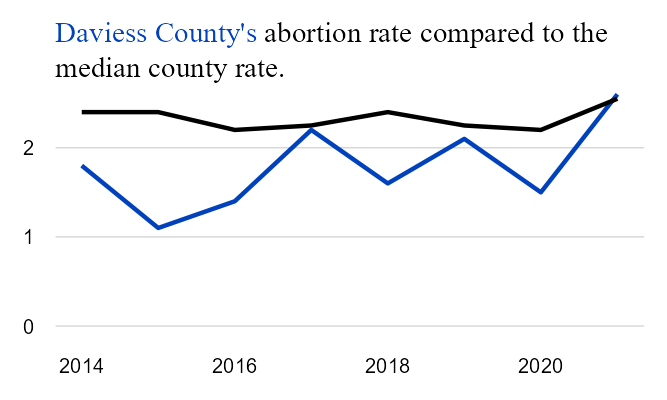 Daviess County's abortion rate compared to the
median county rate.
2
1
0
2014 2016 2018 2020